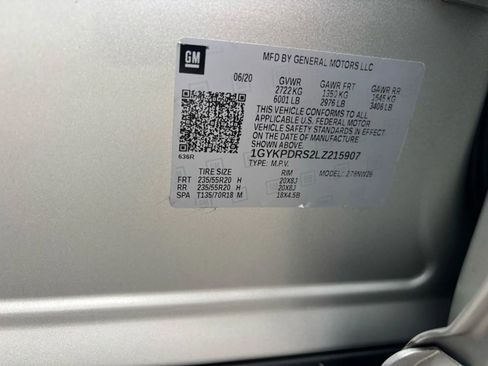 GM
MFD BY GENERAL MOTORS LLC
06/20 GVWR GAWR FRT GAWR RR
2722 KG 1350 KG 1545 KG
6001 LB 2976 LB 3406 LB
THIS VEHICLE CONFORMS TO ALL
APPLICABLE U.S. FEDERAL MOTOR
VEHICLE SAFETY STANDARDS IN EFFECT
ON THE DATE OF MANUFACTURE
SHOWN ABOVE.
636R
1GYKPDRS2LZ215907
TYPE: M.P.V. MODEL:
TIRE SIZE RIM
FRT 235/55R20 H 20X8J
RR 235/55R20 H 20X8J
SPA T135/70R18 M 18X4.5B